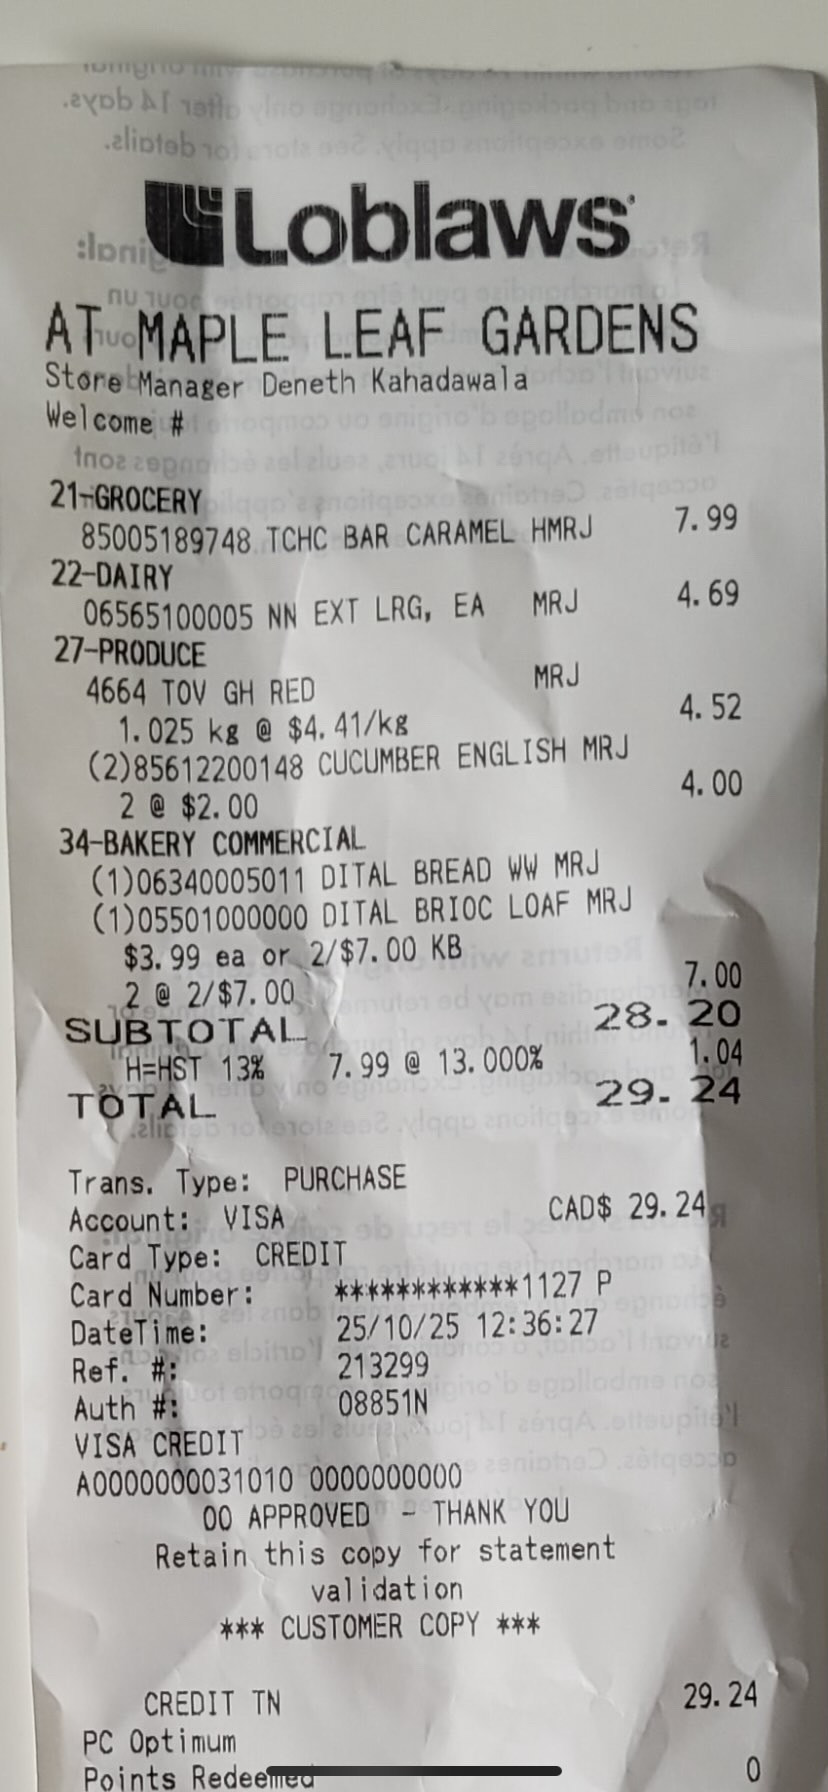 Loblaws
AT MAPLE LEAF GARDENS
Store Manager Deneth Kahadawala
Welcome #
21-GROCERY
85005189748 TCHC BAR CARAMEL HMRJ 7.99
22-DAIRY
06565100005 NN EXT LRG, EA MRJ 4.69
27-PRODUCE
4664 TOV GH RED MRJ
1.025 kg @ $4.41/kg 4.52
(2)85612200148 CUCUMBER ENGLISH MRJ
2 @ $2.00 4.00
34-BAKERY COMMERCIAL
(1)06340005011 DITAL BREAD WW MRJ
(1)05501000000 DITAL BRIOC LOAF MRJ
$3.99 ea or 2/$7.00 KB
2 @ 2/$7.00 7.00
SUBTOTAL 28.20
H=HST 13% 7.99 @ 13.000% 1.04
TOTAL 29.24
Trans. Type: PURCHASE
Account: VISA CAD$ 29.24
Card Type: CREDIT
Card Number: ************1127 P
DateTime: 25/10/25 12:36:27
Ref. #: 213299
Auth #: 08851N
VISA CREDIT
A0000000031010 0000000000
00 APPROVED - THANK YOU
Retain this copy for statement
validation
*** CUSTOMER COPY ***
CREDIT TN 29.24
PC Optimum
Points Redeemed 0